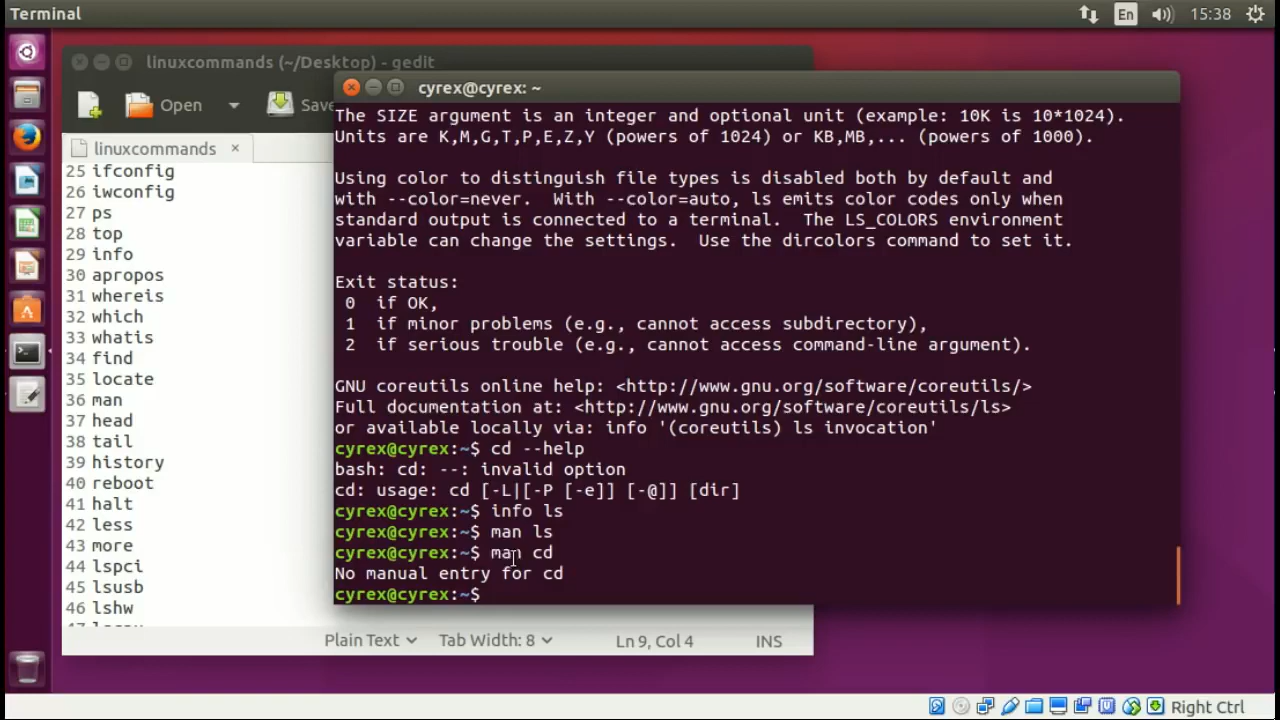 Terminal
En
15:38
linuxcommands (~/Desktop) - gedit
Open
Save
linuxcommands ×
25 ifconfig
26 iwconfig
27 ps
28 top
29 info
30 apropos
31 whereis
32 which
33 whatis
34 find
35 locate
36 man
37 head
38 tail
39 history
40 reboot
41 halt
42 less
43 more
44 lspci
45 lsusb
46 lshw
Plain Text
Tab Width: 8
Ln 9, Col 4
INS
cyrex@cyrex: ~
The SIZE argument is an integer and optional unit (example: 10K is 10*1024).
Units are K,M,G,T,P,E,Z,Y (powers of 1024) or KB,MB,... (powers of 1000).
Using color to distinguish file types is disabled both by default and
with --color=never.  With --color=auto, ls emits color codes only when
standard output is connected to a terminal.  The LS_COLORS environment
variable can change the settings.  Use the dircolors command to set it.
Exit status:
0  if OK,
1  if minor problems (e.g., cannot access subdirectory),
2  if serious trouble (e.g., cannot access command-line argument).
GNU coreutils online help: <http://www.gnu.org/software/coreutils/>
Full documentation at: <http://www.gnu.org/software/coreutils/ls>
or available locally via: info '(coreutils) ls invocation'
cyrex@cyrex:~$ cd --help
bash: cd: --: invalid option
cd: usage: cd [-L|[-P [-e]] [-@]] [dir]
cyrex@cyrex:~$ info ls
cyrex@cyrex:~$ man ls
cyrex@cyrex:~$ man cd
No manual entry for cd
cyrex@cyrex:~$
Right Ctrl